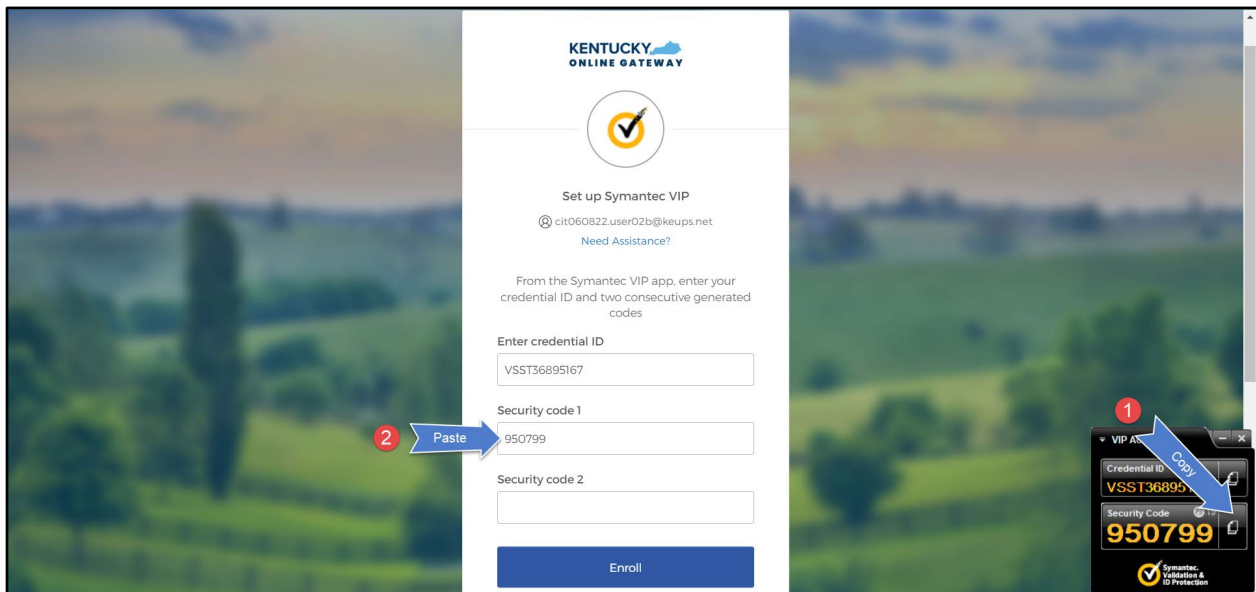 KENTUCKY
ONLINE GATEWAY
Set up Symantec VIP
cit060822.user02b@keups.net
Need Assistance?
From the Symantec VIP app, enter your
credential ID and two consecutive generated
codes
Enter credential ID
VSST36895167
Security code 1
2
Paste
950799
Security code 2
Enroll
1
Copy
VIP
Credential ID
VSST36895
Security Code
950799
Symantec.
Validation &
ID Protection